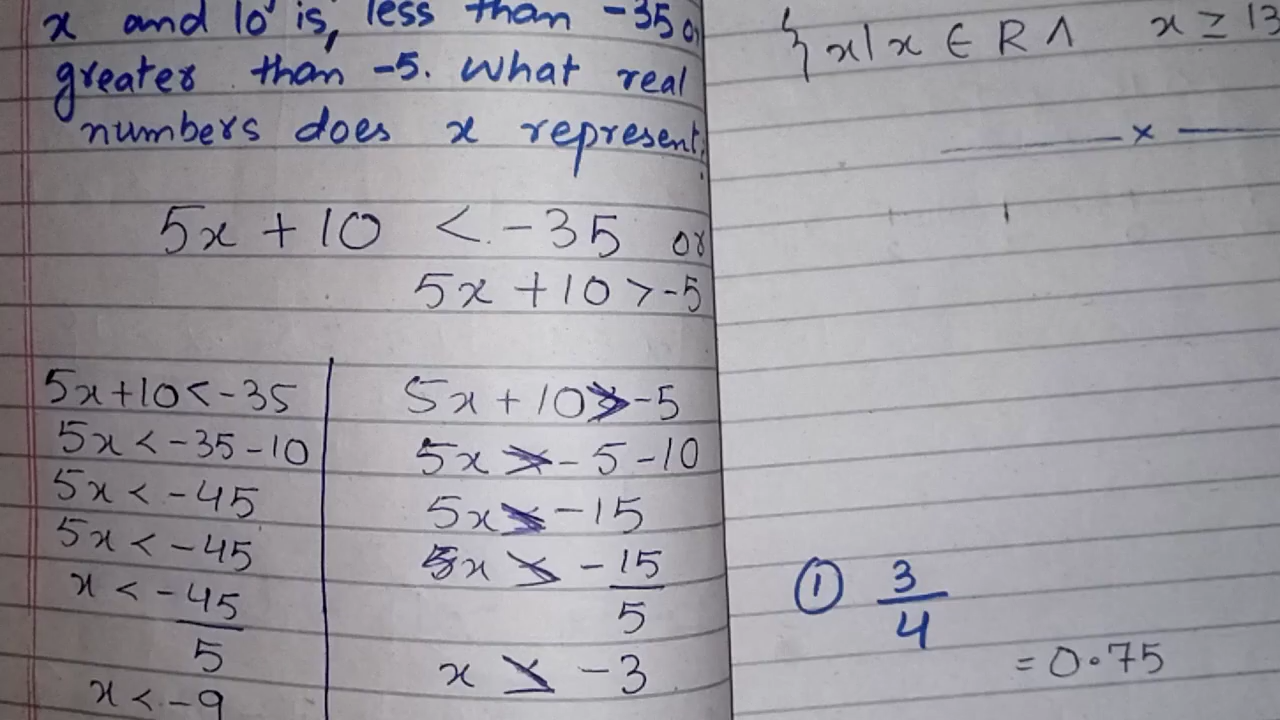 x and 10 is, less than -35 or
greater than -5. What real
numbers does x represent.
5x + 10 < -35 or
5x + 10 > -5
5x+10 < -35
5x < -35 - 10
5x < -45
5x < -45
x < -45
5
x < -9
5x + 10 > -5
5x > - 5 - 10
5x > -15
x > - 15
5
x > -3
{x | x ∈ R ∧ x ≥ 13
x
① 3
4
= 0.75